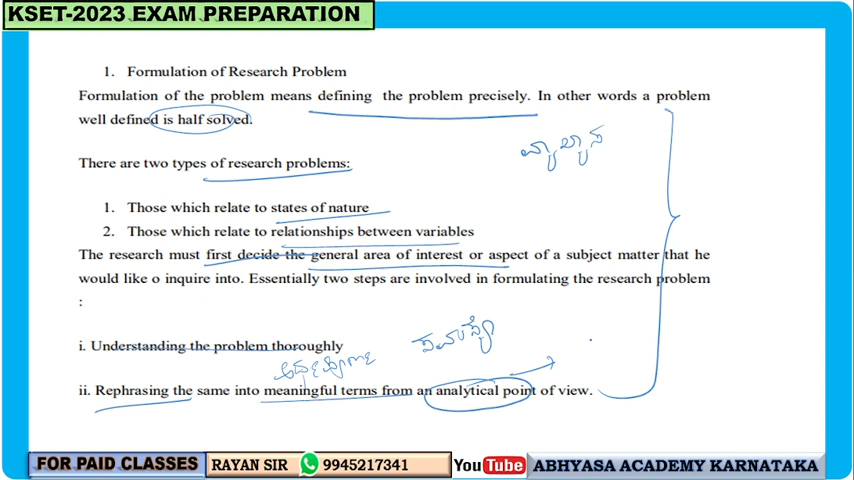 KSET-2023 EXAM PREPARATION
1. Formulation of Research Problem
Formulation of the problem means defining the problem precisely. In other words a problem
well defined is half solved.
There are two types of research problems:
1. Those which relate to states of nature
2. Those which relate to relationships between variables
The research must first decide the general area of interest or aspect of a subject matter that he
would like o inquire into. Essentially two steps are involved in formulating the research problem
:
i. Understanding the problem thoroughly
ii. Rephrasing the same into meaningful terms from an analytical point of view.
FOR PAID CLASSES RAYAN SIR 9945217341 YouTube ABHYASA ACADEMY KARNATAKA